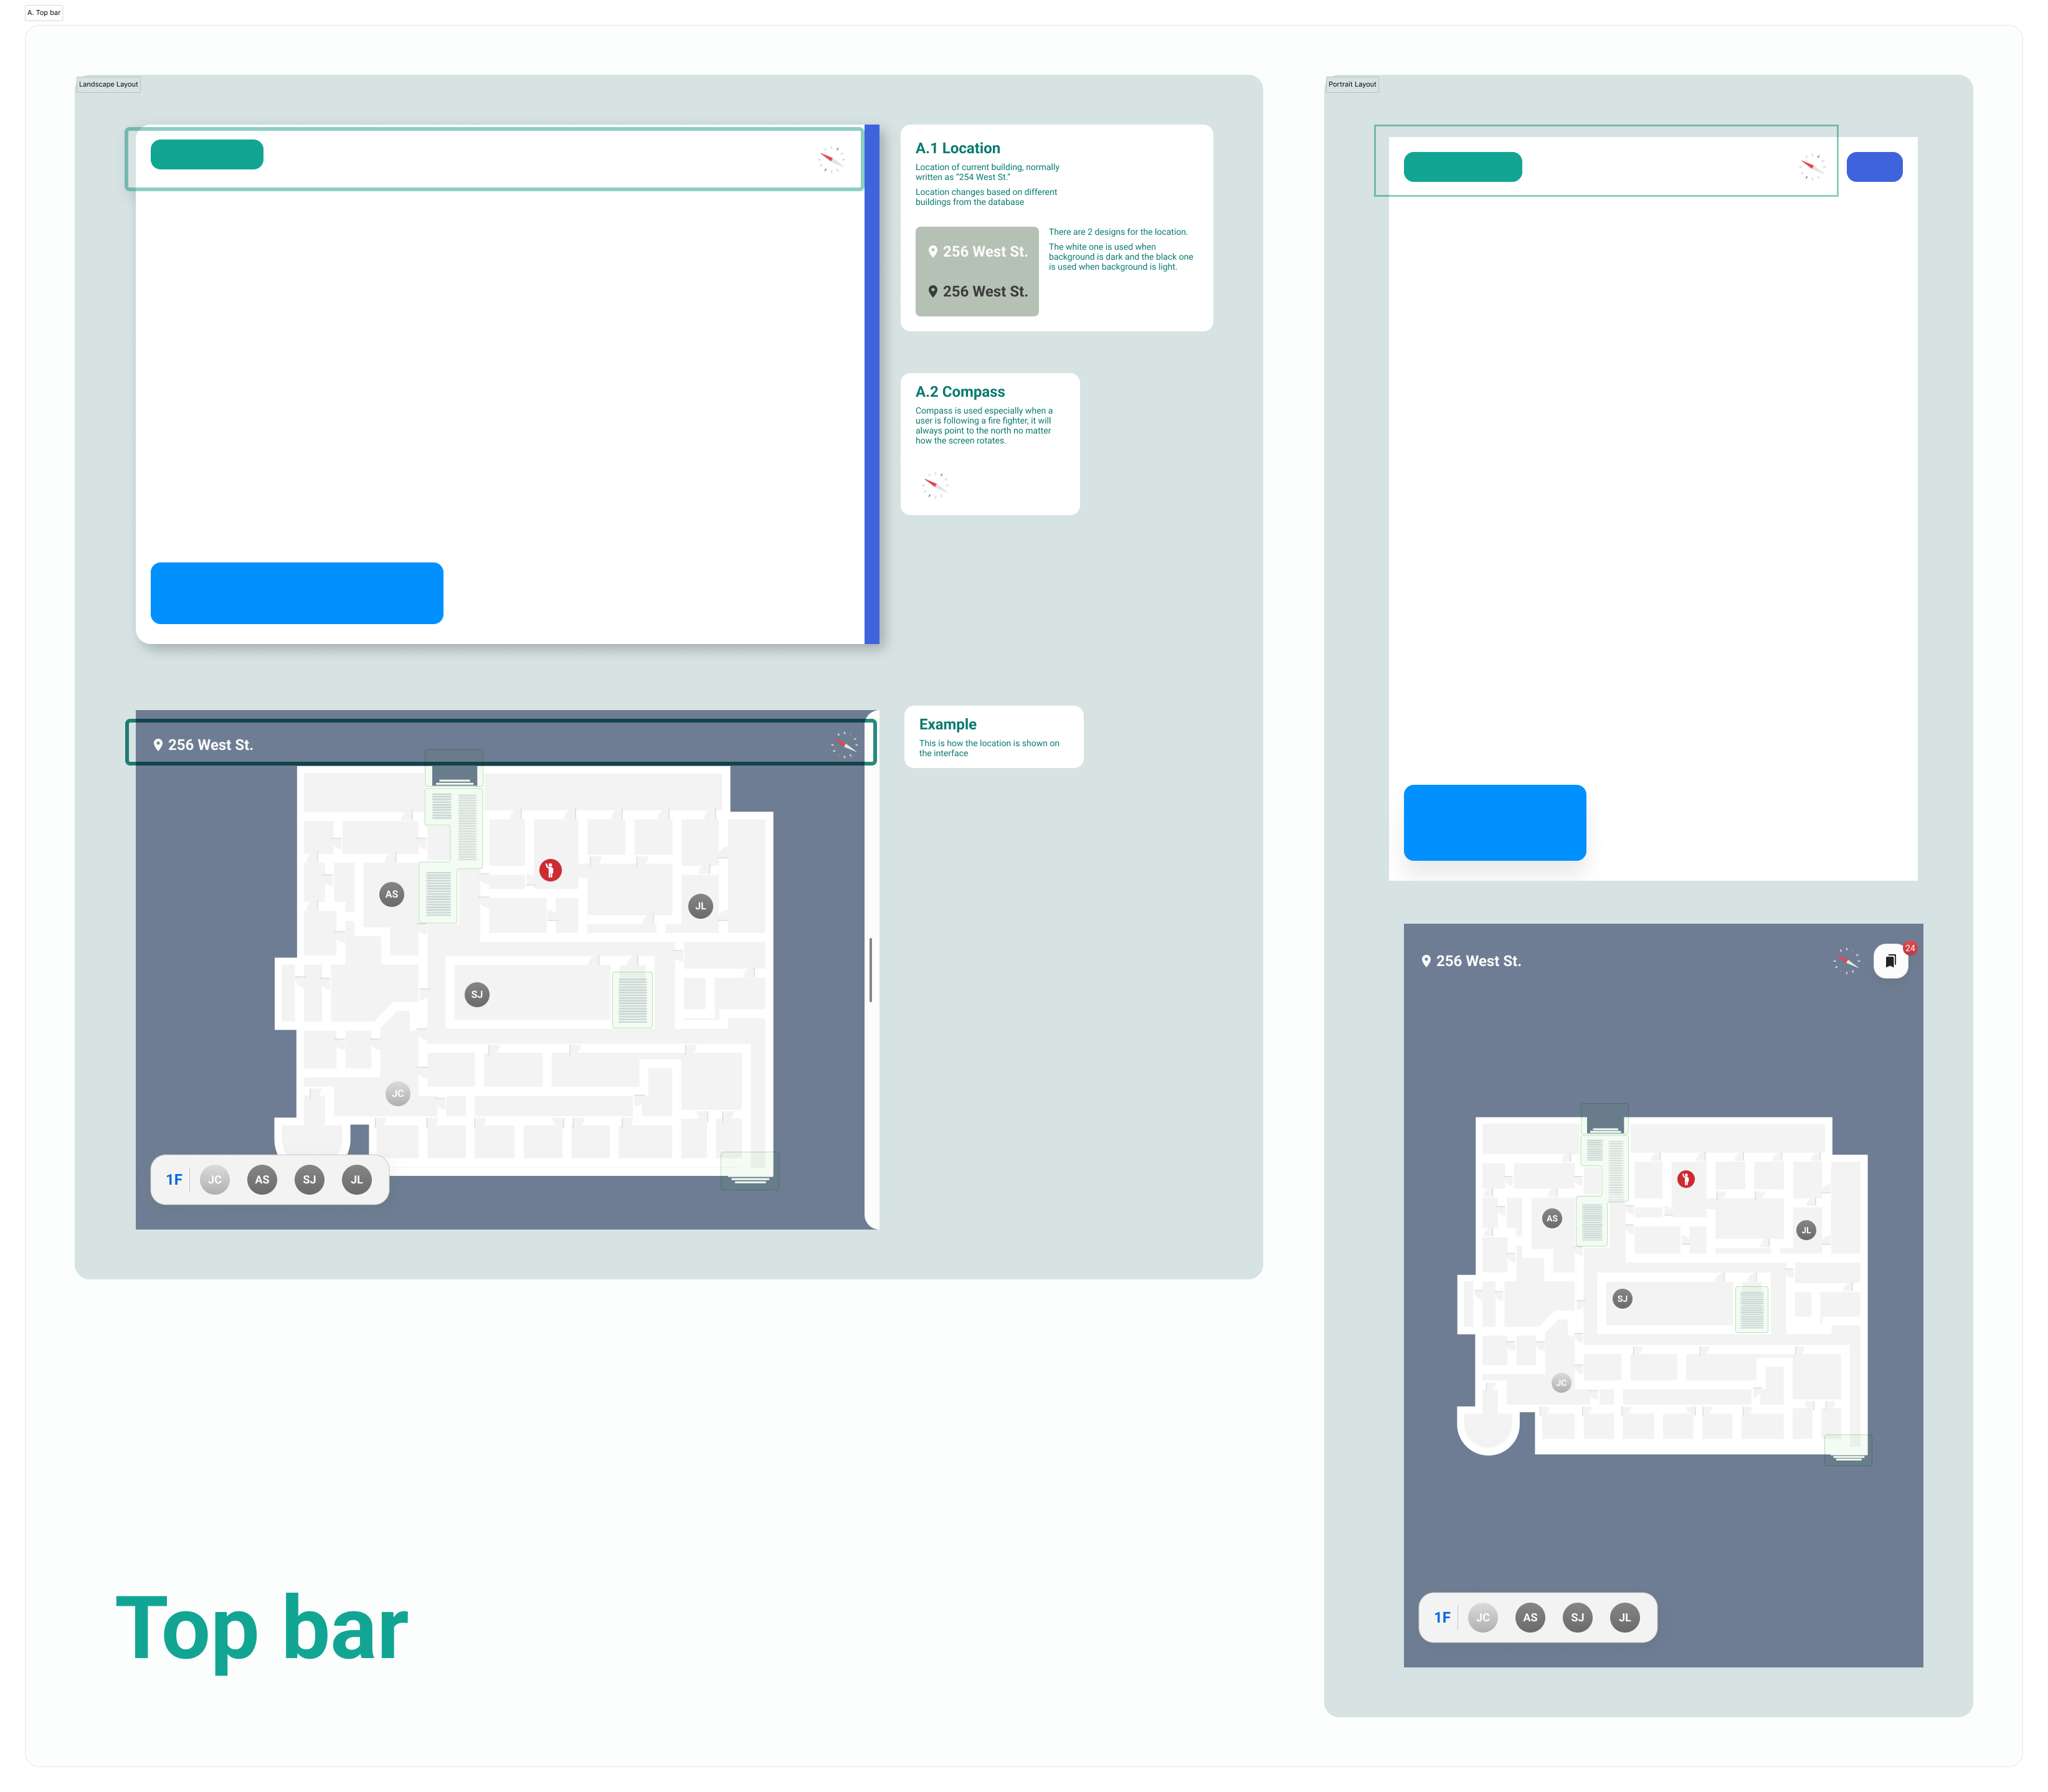 A. Top bar
Landscape Layout
A.1 Location
Location of current building, normally
written as “254 West St.”
Location changes based on different
buildings from the database
256 West St.
256 West St.
There are 2 designs for the location.
The white one is used when
background is dark and the black one
is used when background is light.
A.2 Compass
Compass is used especially when a
user is following a fire fighter, it will
always point to the north no matter
how the screen rotates.
256 West St.
AS
JL
SJ
JC
1F JC AS SJ JL
Example
This is how the location is shown on
the interface
Top bar
Portrait Layout
256 West St.
24
AS
JL
SJ
JC
1F JC AS SJ JL